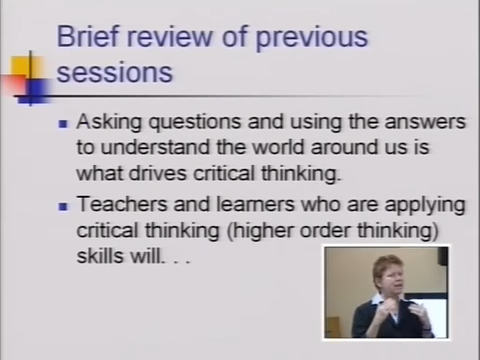 Brief review of previous
sessions
Asking questions and using the answers
to understand the world around us is
what drives critical thinking.
Teachers and learners who are applying
critical thinking (higher order thinking)
skills will. . .